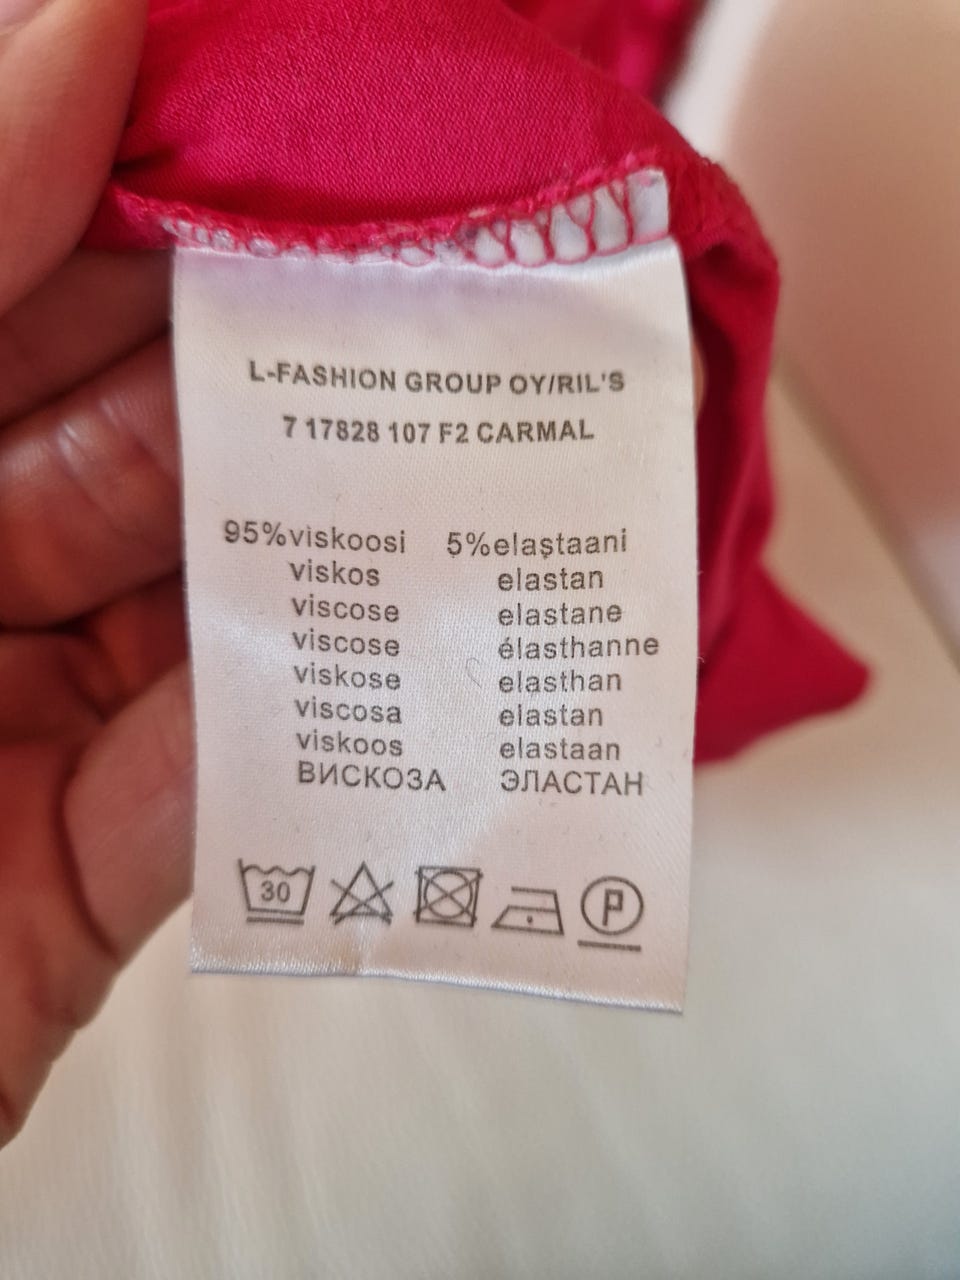 L-FASHION GROUP OY/RIL'S
7 17828 107 F2 CARMAL
95%viskoosi 5%elastaani
viskos elastan
viscose elastane
viscose élasthanne
viskose elasthan
viscosa elastan
viskoos elastaan
ВИСКОЗА ЭЛАСТАН
30 P